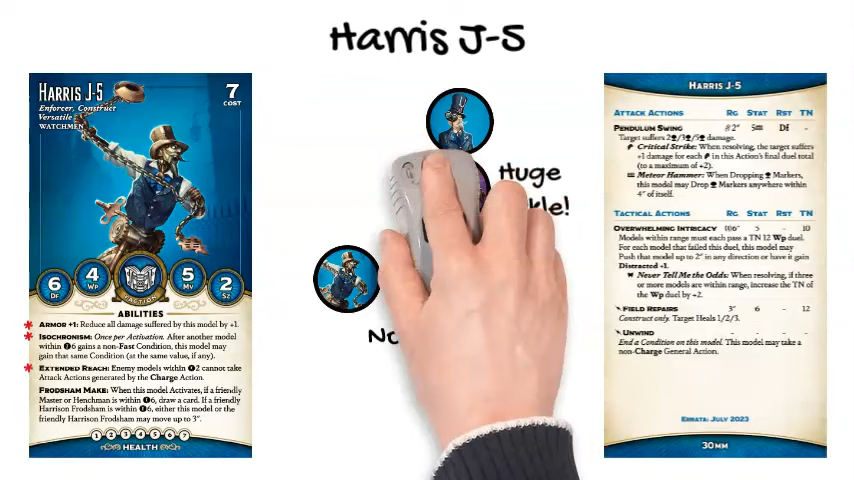 Harris J-5
HARRIS J-5
7
COST
Enforcer, Construct
Versatile
WATCHMEN
6
DF
4
WP
5
MV
2
SZ
ABILITIES
* ARMOR +1: Reduce all damage suffered by this model by +1.
* ISOCHRONISM: Once per Activation. After another model
within 6 gains a non-Fast Condition, this model may
gain that same Condition (at the same value, if any).
* EXTENDED REACH: Enemy models within 2 cannot take
Attack Actions generated by the Charge Action.
FRODSHAM MAKE: When this model Activates, if a friendly
Master or Henchman is within 6, draw a card. If a friendly
Harrison Frodsham is within 6, either this model or the
friendly Harrison Frodsham may move up to 3".
1 2 3 4 5 6 7
HEALTH
Huge
kle!
No
HARRIS J-5
ATTACK ACTIONS RG STAT RST TN
PENDULUM SWING 2" 5 Df -
Target suffers 2/3/5 damage.
Critical Strike: When resolving, the target suffers
+1 damage for each in this Action's final duel total
(to a maximum of +2).
Meteor Hammer: When Dropping Markers,
this model may Drop Markers anywhere within
4" of itself.
TACTICAL ACTIONS RG STAT RST TN
OVERWHELMING INTRICACY 6" 5 - 10
Models within range must each pass a TN 12 Wp duel.
For each model that failed this duel, this model may
Push that model up to 2" in any direction or have it gain
Distracted +1.
Never Tell Me the Odds: When resolving, if three
or more models are within range, increase the TN of
the Wp duel by +2.
FIELD REPAIRS 3" 6 - 12
Construct only. Target Heals 1/2/3.
UNWIND - - - -
End a Condition on this model. This model may take a
non-Charge General Action.
ERRATA: JULY 2023
30MM